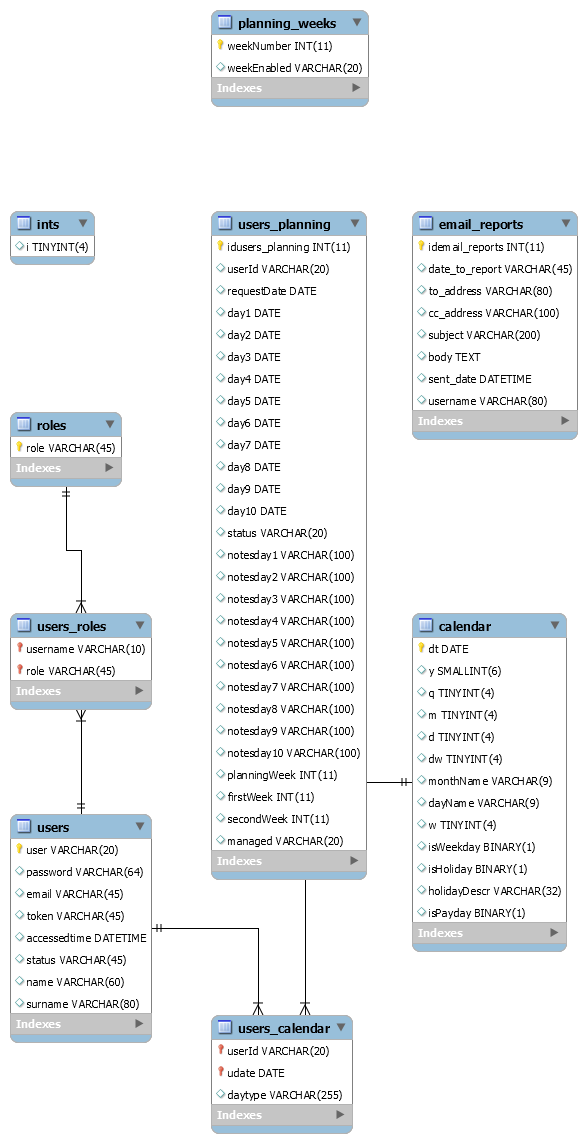 planning_weeks
weekNumber INT(11)
weekEnabled VARCHAR(20)
Indexes
ints
i TINYINT(4)
users_planning
idusers_planning INT(11)
userId VARCHAR(20)
requestDate DATE
day1 DATE
day2 DATE
day3 DATE
day4 DATE
day5 DATE
day6 DATE
day7 DATE
day8 DATE
day9 DATE
day10 DATE
status VARCHAR(20)
notesday1 VARCHAR(100)
notesday2 VARCHAR(100)
notesday3 VARCHAR(100)
notesday4 VARCHAR(100)
notesday5 VARCHAR(100)
notesday6 VARCHAR(100)
notesday7 VARCHAR(100)
notesday8 VARCHAR(100)
notesday9 VARCHAR(100)
notesday10 VARCHAR(100)
planningWeek INT(11)
firstWeek INT(11)
secondWeek INT(11)
managed VARCHAR(20)
Indexes
email_reports
idemail_reports INT(11)
date_to_report VARCHAR(45)
to_address VARCHAR(80)
cc_address VARCHAR(100)
subject VARCHAR(200)
body TEXT
sent_date DATETIME
username VARCHAR(80)
Indexes
roles
role VARCHAR(45)
Indexes
users_roles
username VARCHAR(10)
role VARCHAR(45)
Indexes
calendar
dt DATE
y SMALLINT(6)
q TINYINT(4)
m TINYINT(4)
d TINYINT(4)
dw TINYINT(4)
monthName VARCHAR(9)
dayName VARCHAR(9)
w TINYINT(4)
isWeekday BINARY(1)
isHoliday BINARY(1)
holidayDescr VARCHAR(32)
isPayday BINARY(1)
Indexes
users
user VARCHAR(20)
password VARCHAR(64)
email VARCHAR(45)
token VARCHAR(45)
accessedtime DATETIME
status VARCHAR(45)
name VARCHAR(60)
surname VARCHAR(80)
Indexes
users_calendar
userId VARCHAR(20)
udate DATE
daytype VARCHAR(255)
Indexes